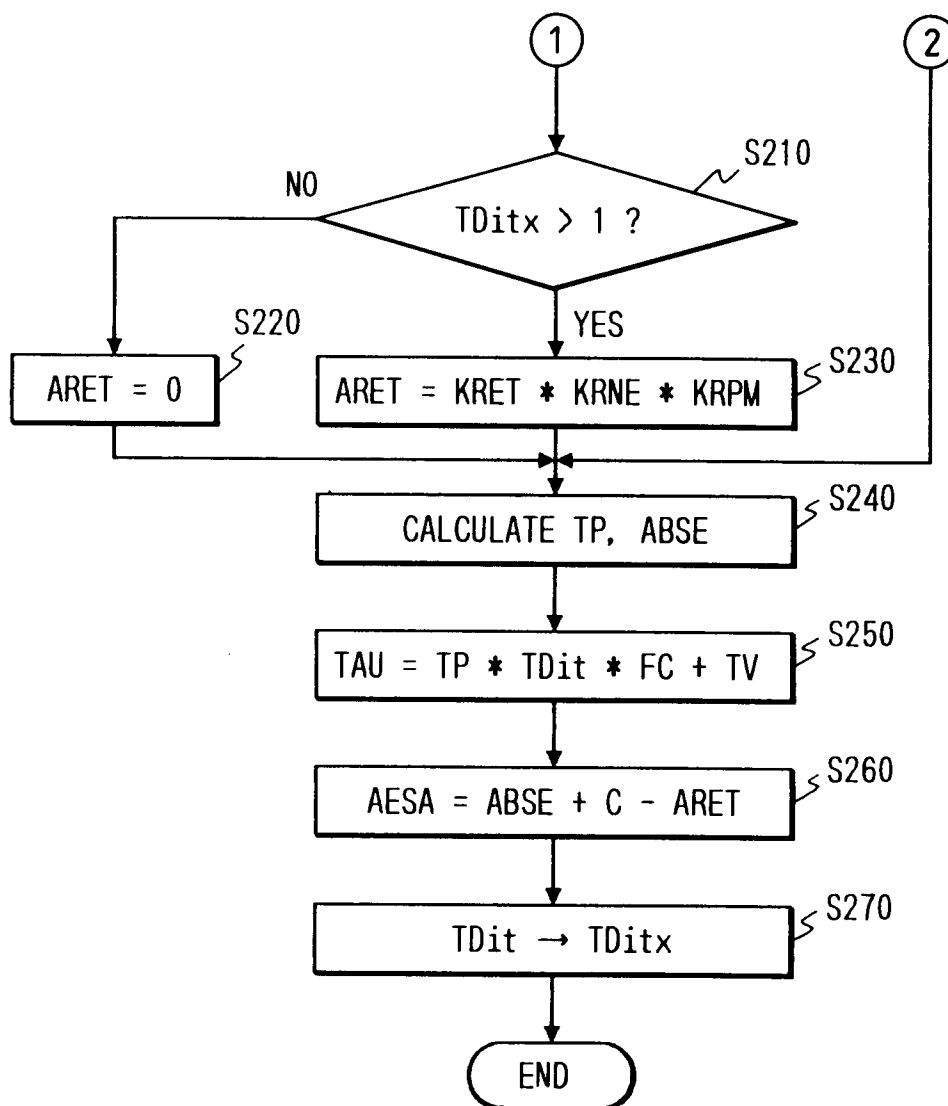 1
2
S210
NO
TDitx > 1 ?
YES
S220
S230
ARET = 0
ARET = KRET * KRNE * KRPM
S240
CALCULATE TP, ABSE
S250
TAU = TP * TDit * FC + TV
S260
AESA = ABSE + C - ARET
S270
TDit → TDitx
END